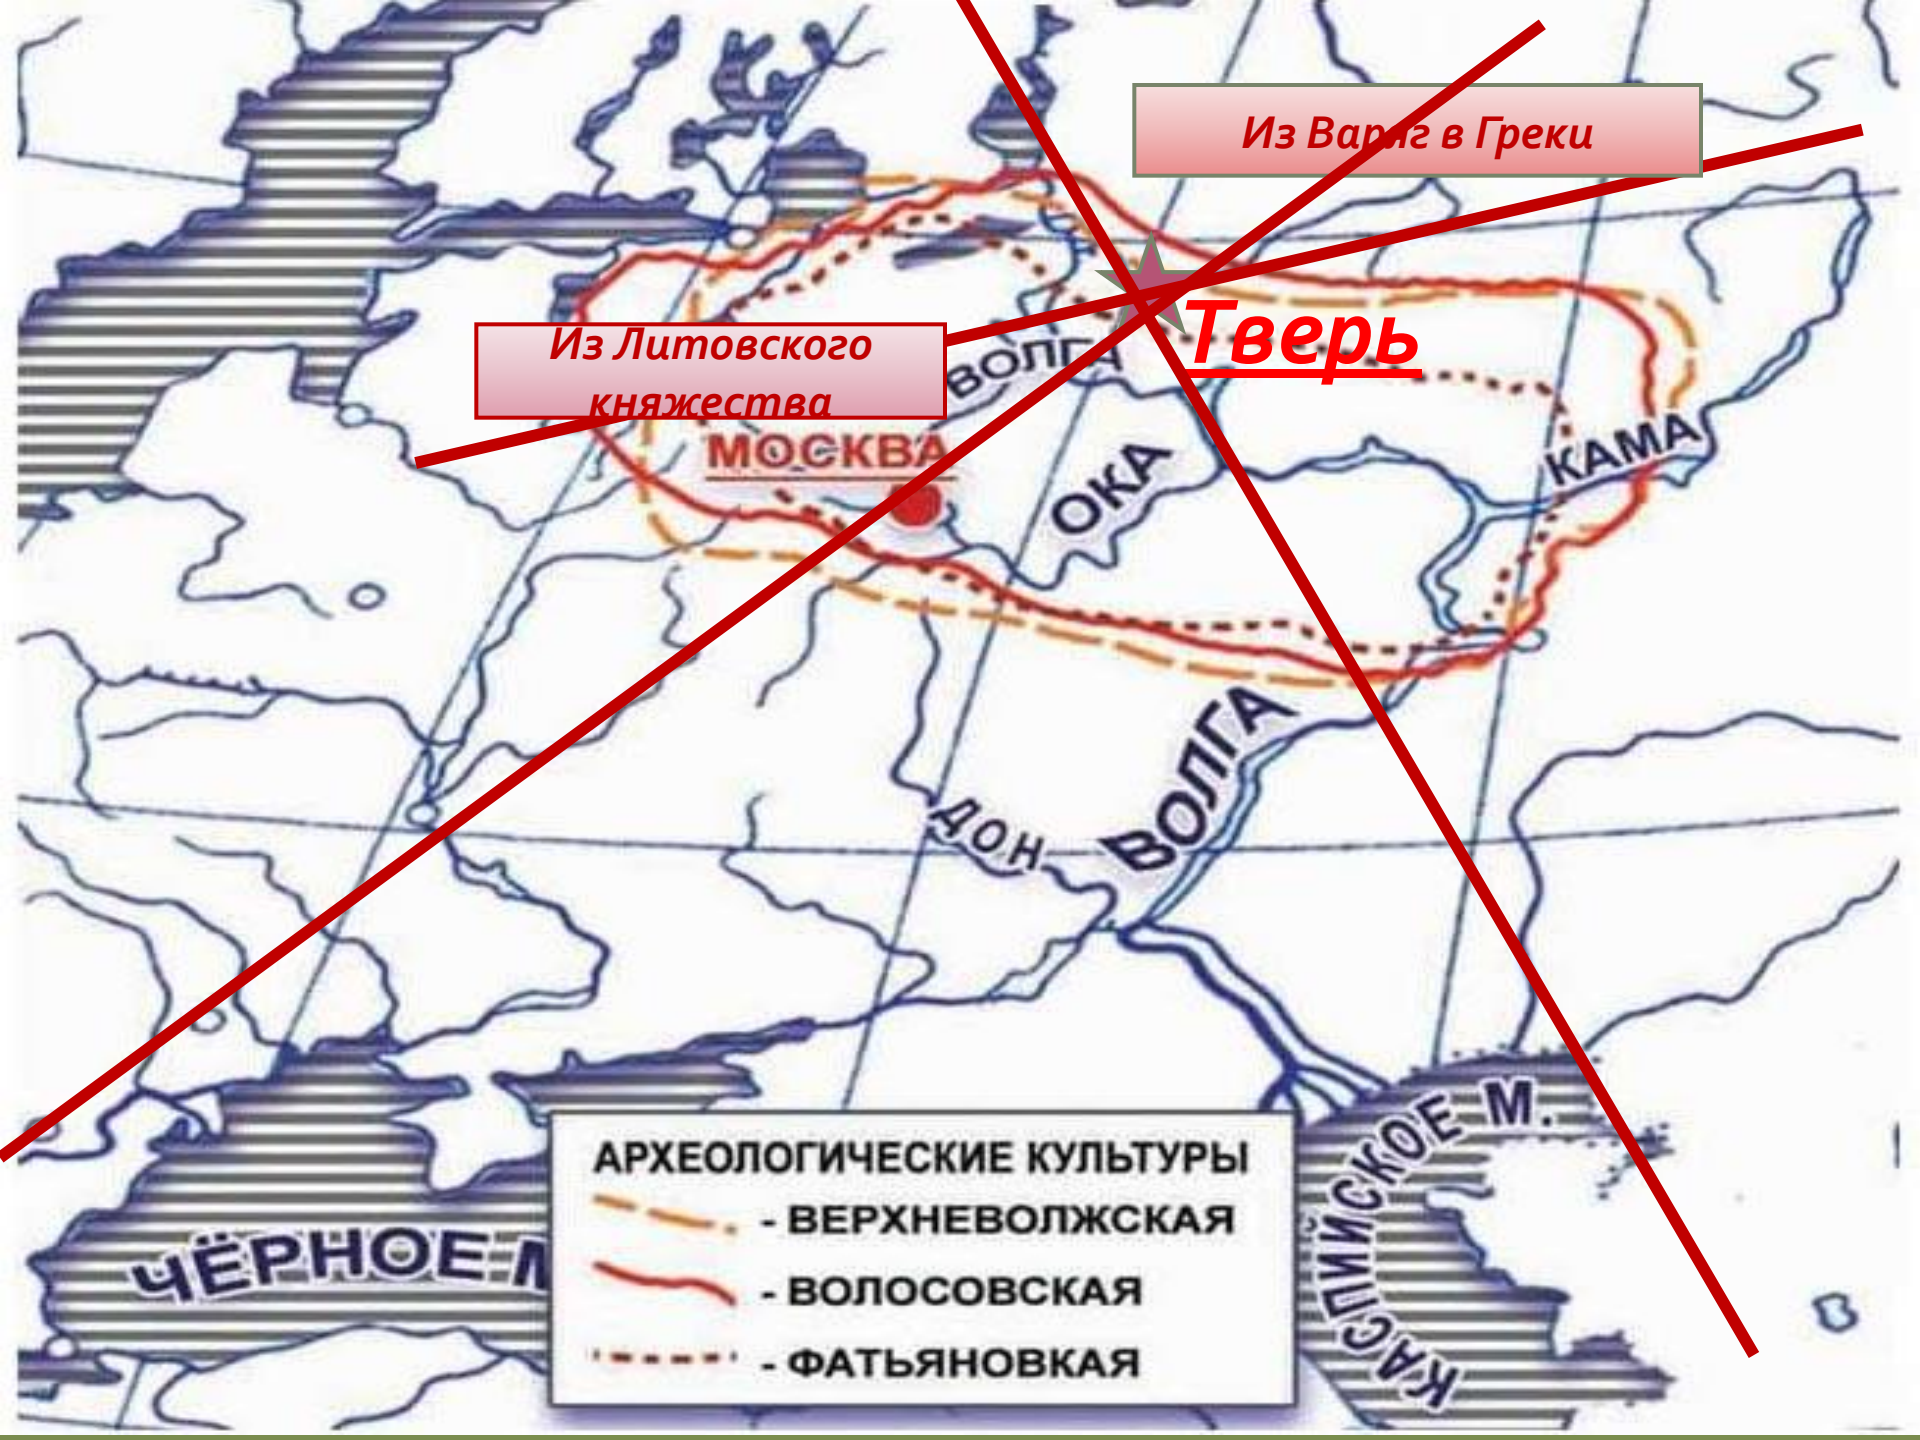 Из Варяг в Греки
Тверь
Из Литовского
княжества
ВОЛГА
МОСКВА
ОКА
КАМА
ВОЛГА
ДОН
АРХЕОЛОГИЧЕСКИЕ КУЛЬТУРЫ
- ВЕРХНЕВОЛЖСКАЯ
- ВОЛОСОВСКАЯ
- ФАТЬЯНОВКАЯ
ЧЁРНОЕ М
КАСПИЙСКОЕ М.